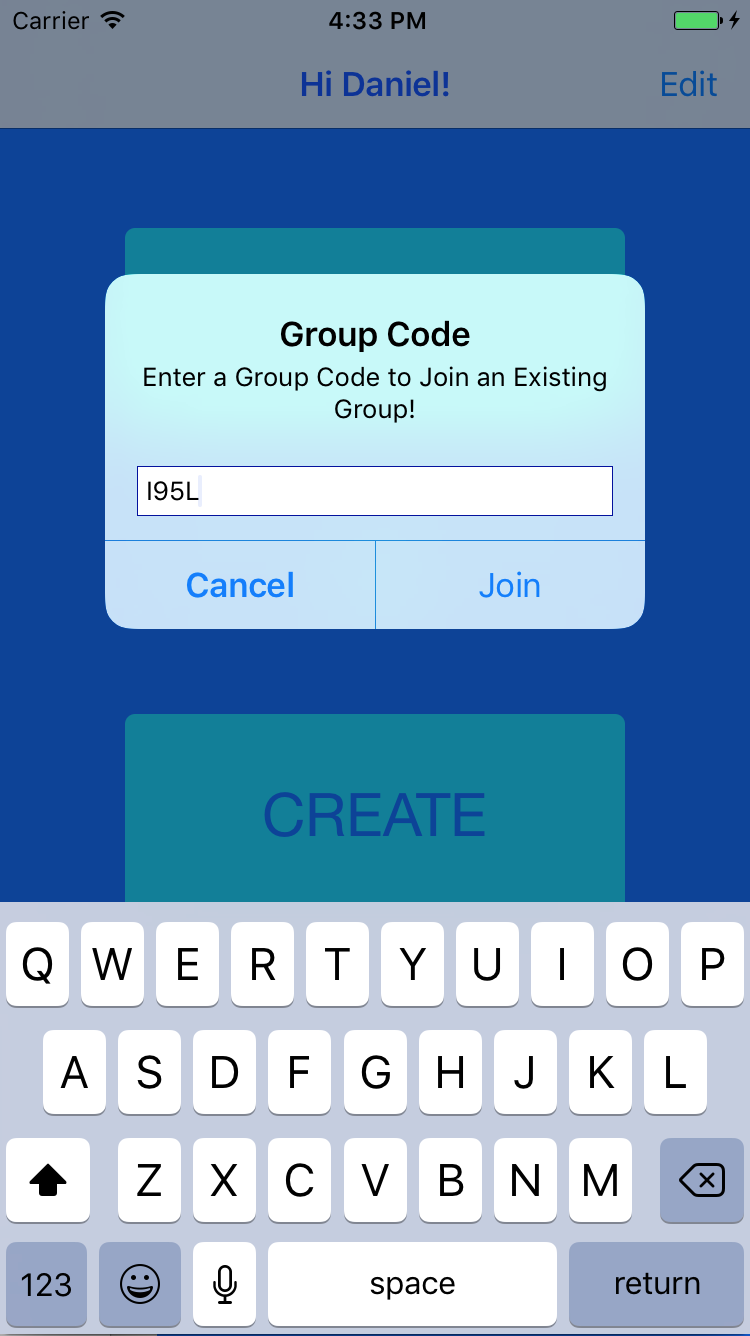 Carrier 4:33 PM
Hi Daniel! Edit
Group Code
Enter a Group Code to Join an Existing
Group!
I95L
Cancel Join
CREATE
Q W E R T Y U I O P
A S D F G H J K L
Z X C V B N M
123 space return